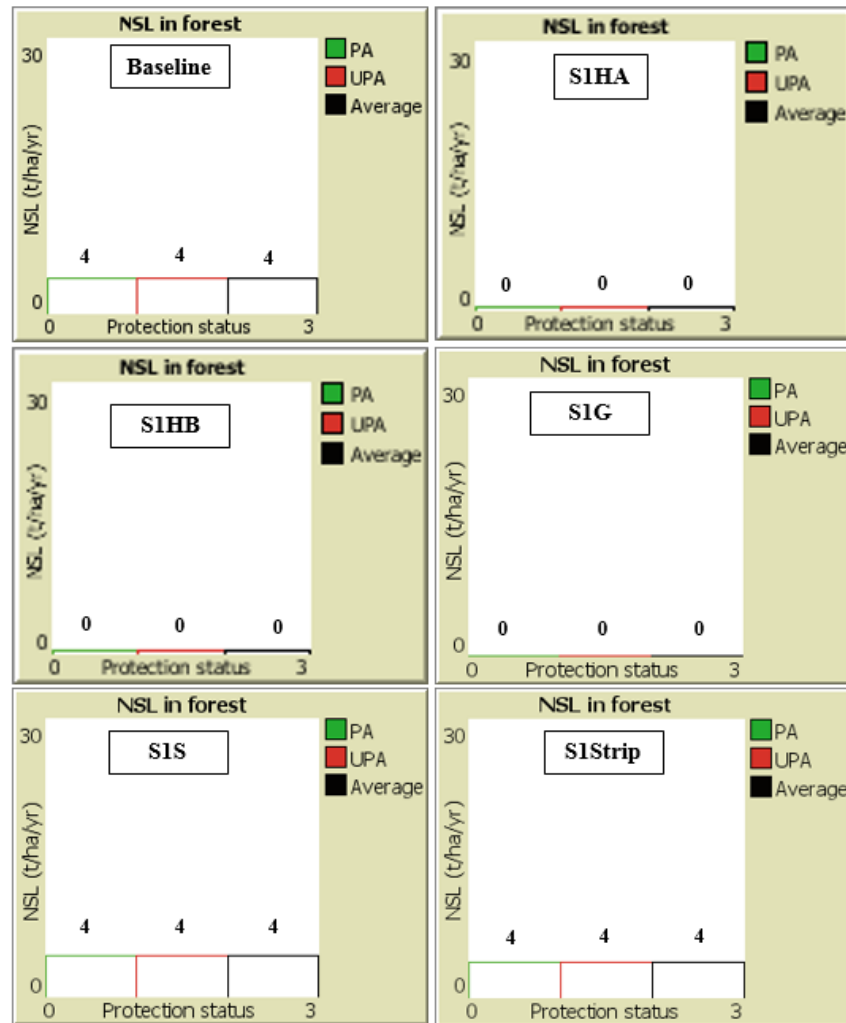 NSL in forest
30
Baseline
PA
UPA
Average
NSL (t/ha/yr)
4 4 4
0
0 Protection status 3
NSL in forest
30
S1HA
PA
UPA
Average
NSL (t/ha/yr)
0 0 0
0
0 Protection status 3
NSL in forest
30
S1HB
PA
UPA
Average
NSL (t/ha/yr)
0 0 0
0
0 Protection status 3
NSL in forest
30
S1G
PA
UPA
Average
NSL (t/ha/yr)
0 0 0
0
0 Protection status 3
NSL in forest
30
S1S
PA
UPA
Average
NSL (t/ha/yr)
4 4 4
0
0 Protection status 3
NSL in forest
30
S1Strip
PA
UPA
Average
NSL (t/ha/yr)
4 4 4
0
0 Protection status 3